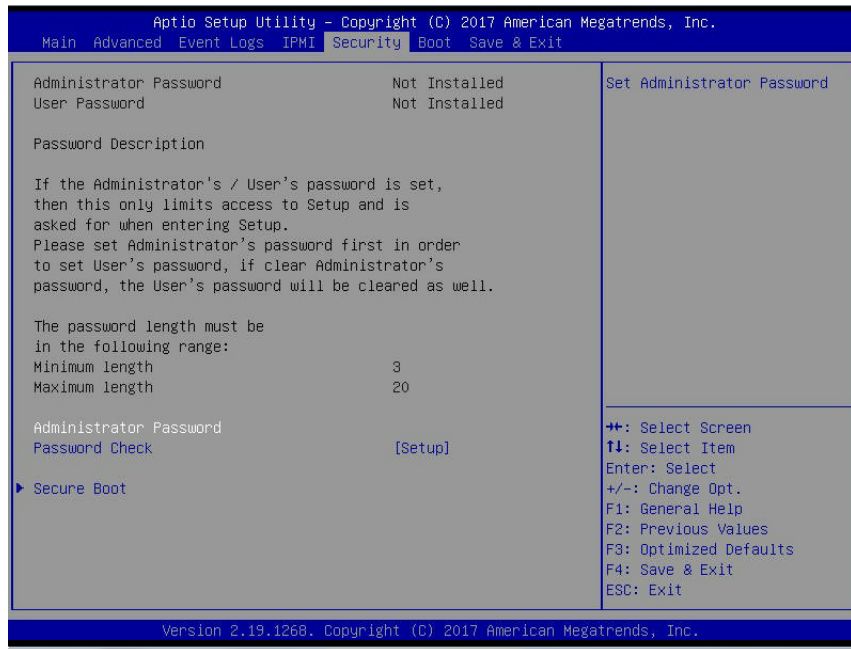 Aptio Setup Utility – Copyright (C) 2017 American Megatrends, Inc.
Main Advanced Event Logs IPMI Security Boot Save & Exit
Administrator Password Not Installed
User Password Not Installed
Password Description
If the Administrator's / User's password is set,
then this only limits access to Setup and is
asked for when entering Setup.
Please set Administrator's password first in order
to set User's password, if clear Administrator's
password, the User's password will be cleared as well.
The password length must be
in the following range:
Minimum length 3
Maximum length 20
Administrator Password
Password Check [Setup]
▶ Secure Boot
Set Administrator Password
→←: Select Screen
↑↓: Select Item
Enter: Select
+/-: Change Opt.
F1: General Help
F2: Previous Values
F3: Optimized Defaults
F4: Save & Exit
ESC: Exit
Version 2.19.1268. Copyright (C) 2017 American Megatrends, Inc.